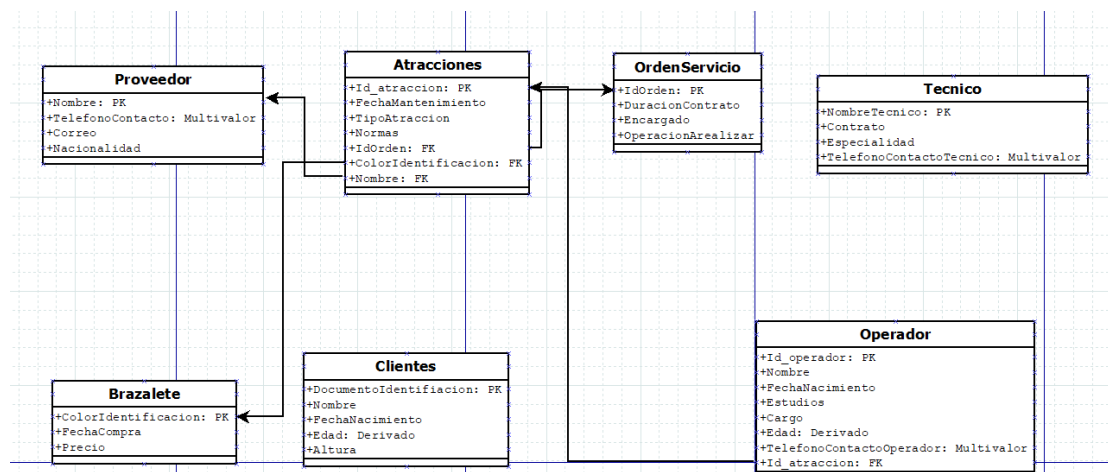 Proveedor
+Nombre: PK
+TelefonoContacto: Multivalor
+Correo
+Nacionalidad
Atracciones
+Id_atraccion: PK
+FechaMantenimiento
+TipoAtraccion
+Normas
+IdOrden: FK
+ColorIdentificacion: FK
+Nombre: FK
OrdenServicio
+IdOrden: PK
+DuracionContrato
+Encargado
+OperacionArealizar
Tecnico
+NombreTecnico: PK
+Contrato
+Especialidad
+TelefonoContactoTecnico: Multivalor
Brazalete
+ColorIdentificacion: PK
+FechaCompra
+Precio
Clientes
+DocumentoIdentifiacion: PK
+Nombre
+FechaNacimiento
+Edad: Derivado
+Altura
Operador
+Id_operador: PK
+Nombre
+FechaNacimiento
+Estudios
+Cargo
+Edad: Derivado
+TelefonoContactoOperador: Multivalor
+Id_atraccion: FK